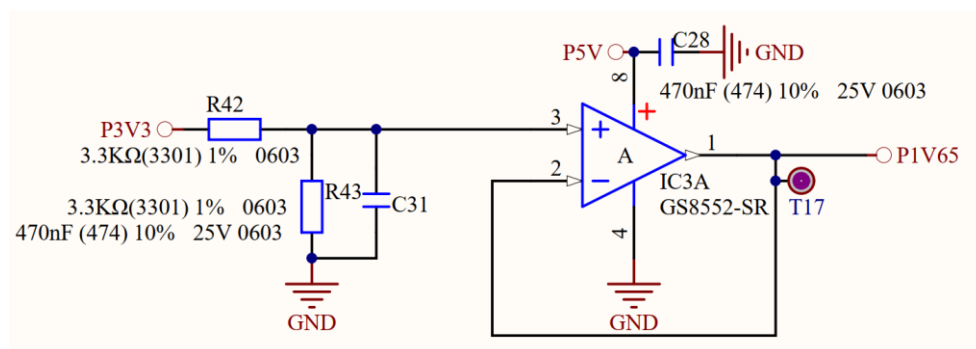 P5V
C28
GND
8
470nF (474) 10% 25V 0603
R42
P3V3
3.3KΩ(3301) 1% 0603
3
+
+
A
1
P1V65
2
−
IC3A
GS8552-SR
T17
R43
C31
3.3KΩ(3301) 1% 0603
470nF (474) 10% 25V 0603
4
GND
GND